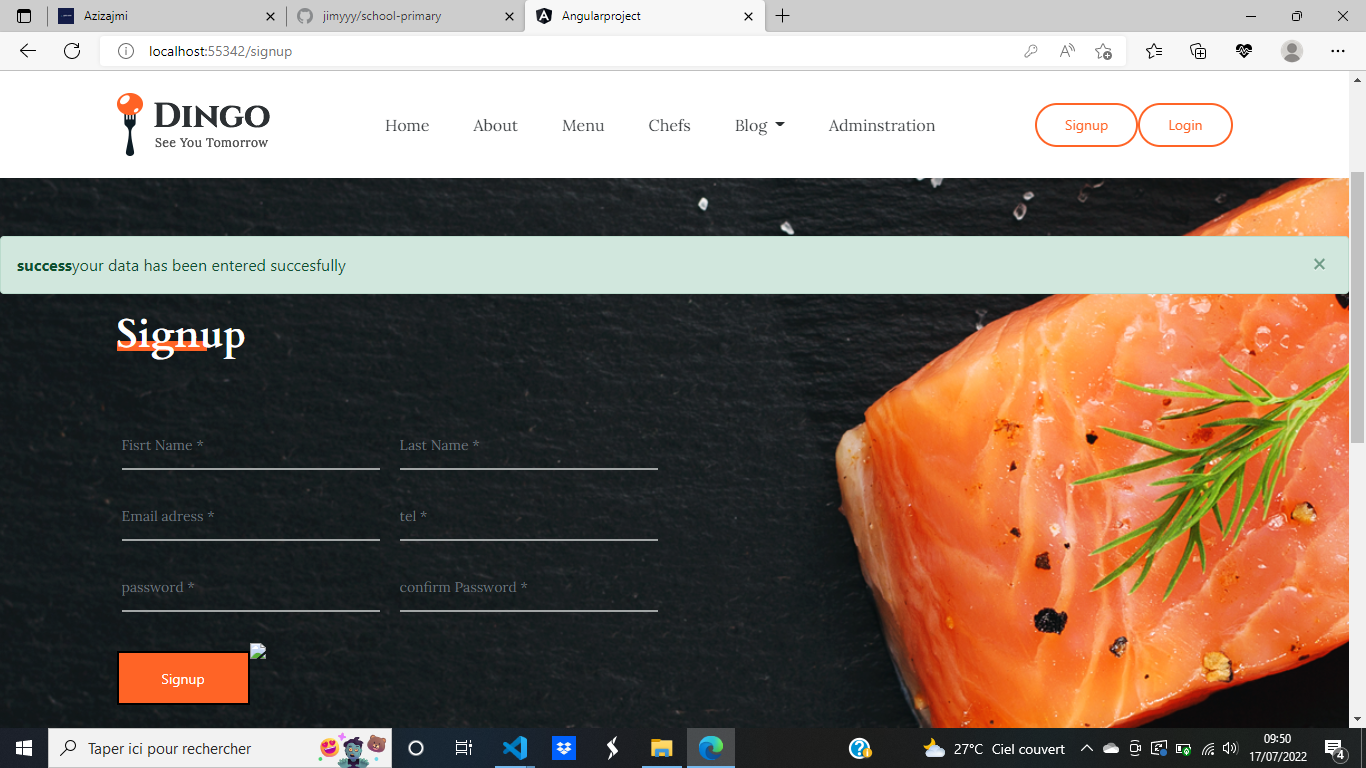 Azizajmi
jimyyy/school-primary
Angularproject
localhost:55342/signup
DINGO
See You Tomorrow
Home
About
Menu
Chefs
Blog
Adminstration
Signup
Login
successyour data has been entered succesfully
×
Signup
Fisrt Name *
Last Name *
Email adress *
tel *
password *
confirm Password *
Signup
Taper ici pour rechercher
27°C Ciel couvert
09:50
17/07/2022
4